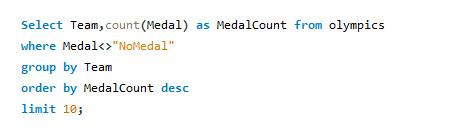 Select Team,count(Medal) as MedalCount from olympics
where Medal<>"NoMedal"
group by Team
order by MedalCount desc
limit 10;